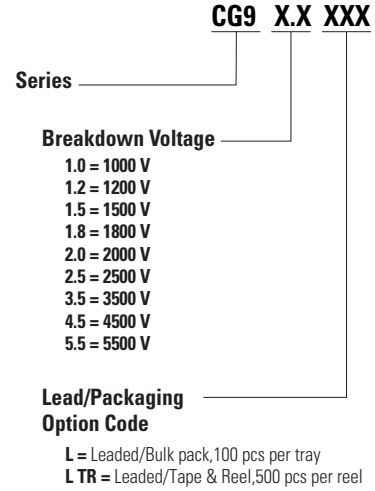 CG9 X.X XXX
Series
Breakdown Voltage
1.0 = 1000 V
1.2 = 1200 V
1.5 = 1500 V
1.8 = 1800 V
2.0 = 2000 V
2.5 = 2500 V
3.5 = 3500 V
4.5 = 4500 V
5.5 = 5500 V
Lead/Packaging
Option Code
L = Leaded/Bulk pack,100 pcs per tray
L TR = Leaded/Tape & Reel,500 pcs per reel